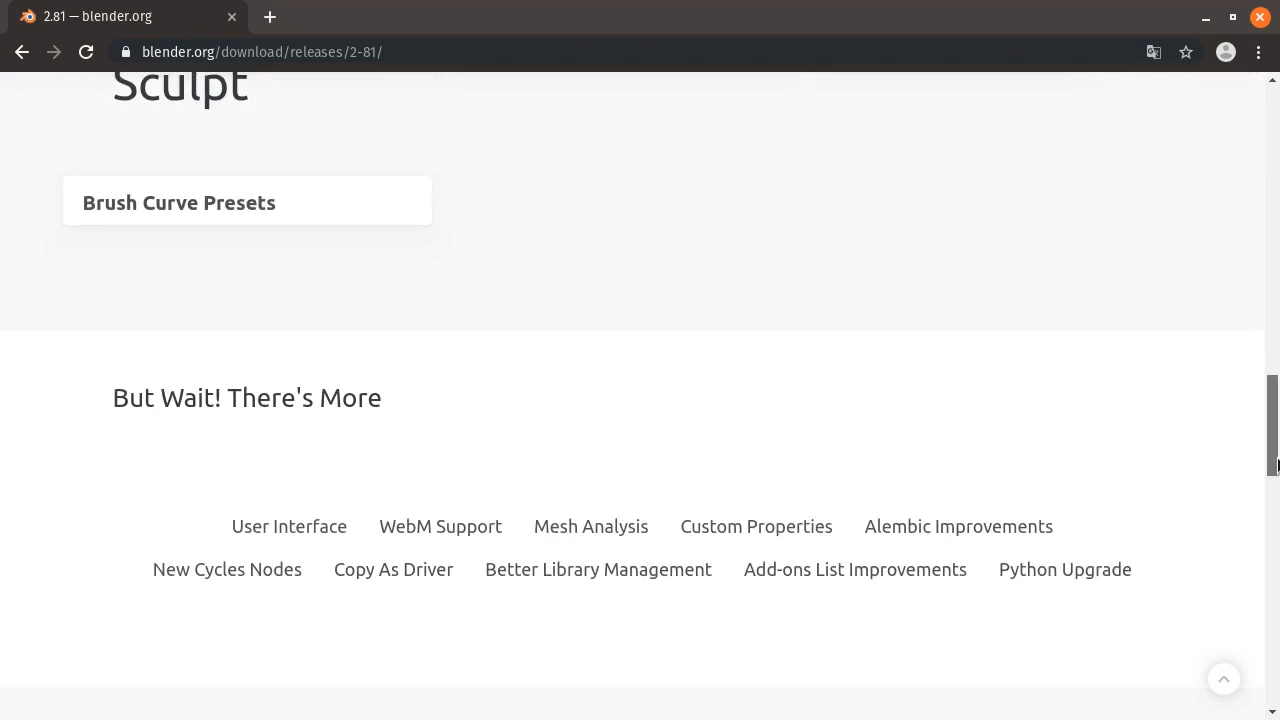 2.81 — blender.org
blender.org/download/releases/2-81/
Sculpt
Brush Curve Presets
But Wait! There's More
User Interface WebM Support Mesh Analysis Custom Properties Alembic Improvements
New Cycles Nodes Copy As Driver Better Library Management Add-ons List Improvements Python Upgrade